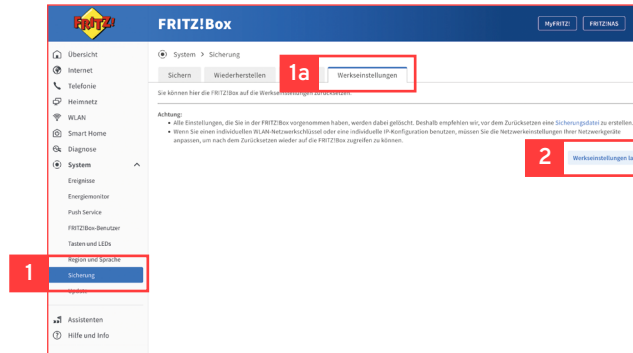 FRITZ!
FRITZ!Box
MyFRITZ!
FRITZ!NAS
Übersicht
Internet
Telefonie
Heimnetz
WLAN
Smart Home
Diagnose
System
Ereignisse
Energiemonitor
Push Service
FRITZ!Box-Benutzer
Tasten und LEDs
Region und Sprache
1
Sicherung
Update
Assistenten
Hilfe und Info
System > Sicherung
Sichern
Wiederherstellen
1a
Werkseinstellungen
Sie können hier die FRITZ!Box auf die Werkseinstellungen zurücksetzen.
Achtung:
• Alle Einstellungen, die Sie in der FRITZ!Box vorgenommen haben, werden dabei gelöscht. Deshalb empfehlen wir, vor dem Zurücksetzen eine Sicherungsdatei zu erstellen.
• Wenn Sie einen individuellen WLAN-Netzwerkschlüssel oder eine individuelle IP-Konfiguration benutzen, müssen Sie die Netzwerkeinstellungen Ihrer Netzwerkgeräte
anpassen, um nach dem Zurücksetzen wieder auf die FRITZ!Box zugreifen zu können.
2
Werkseinstellungen la